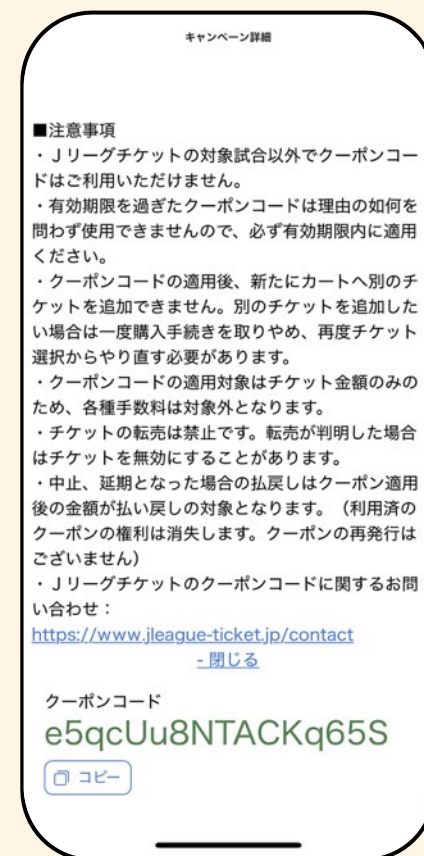 キャンペーン詳細
■注意事項
・Ｊリーグチケットの対象試合以外でクーポンコー
ドはご利用いただけません。
・有効期限を過ぎたクーポンコードは理由の如何を
問わず使用できませんので、必ず有効期限内に適用
ください。
・クーポンコードの適用後、新たにカートへ別のチ
ケットを追加できません。別のチケットを追加した
い場合は一度購入手続きを取りやめ、再度チケット
選択からやり直す必要があります。
・クーポンコードの適用対象はチケット金額のみの
ため、各種手数料は対象外となります。
・チケットの転売は禁止です。転売が判明した場合
はチケットを無効にすることがあります。
・中止、延期となった場合の払戻しはクーポン適用
後の金額が払い戻しの対象となります。（利用済の
クーポンの権利は消失します。クーポンの再発行は
ございません）
・Ｊリーグチケットのクーポンコードに関するお問
い合わせ：
https://www.jleague-ticket.jp/contact
- 閉じる
クーポンコード
e5qcUu8NTACKq65S
コピー